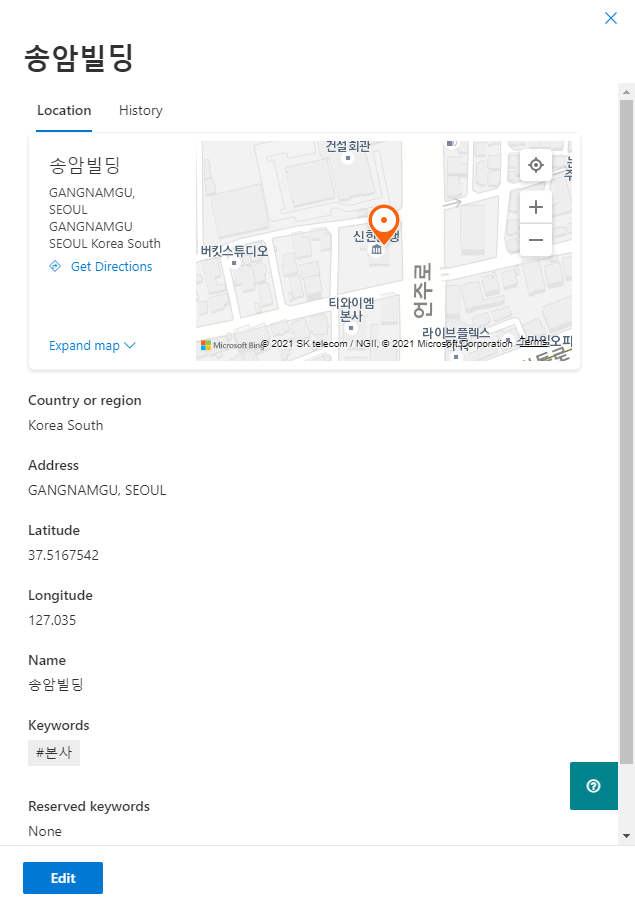 송암빌딩
Location
History
송암빌딩
GANGNAMGU,
SEOUL
GANGNAMGU
SEOUL Korea South
Get Directions
Expand map
건설회관
버킷스튜디오
언주로
티와이엠
본사
라이브플렉스
Microsoft Bing
© 2021 SK telecom / NGII, © 2021 Microsoft Corporation
Terms
Country or region
Korea South
Address
GANGNAMGU, SEOUL
Latitude
37.5167542
Longitude
127.035
Name
송암빌딩
Keywords
#본사
Reserved keywords
None
Edit